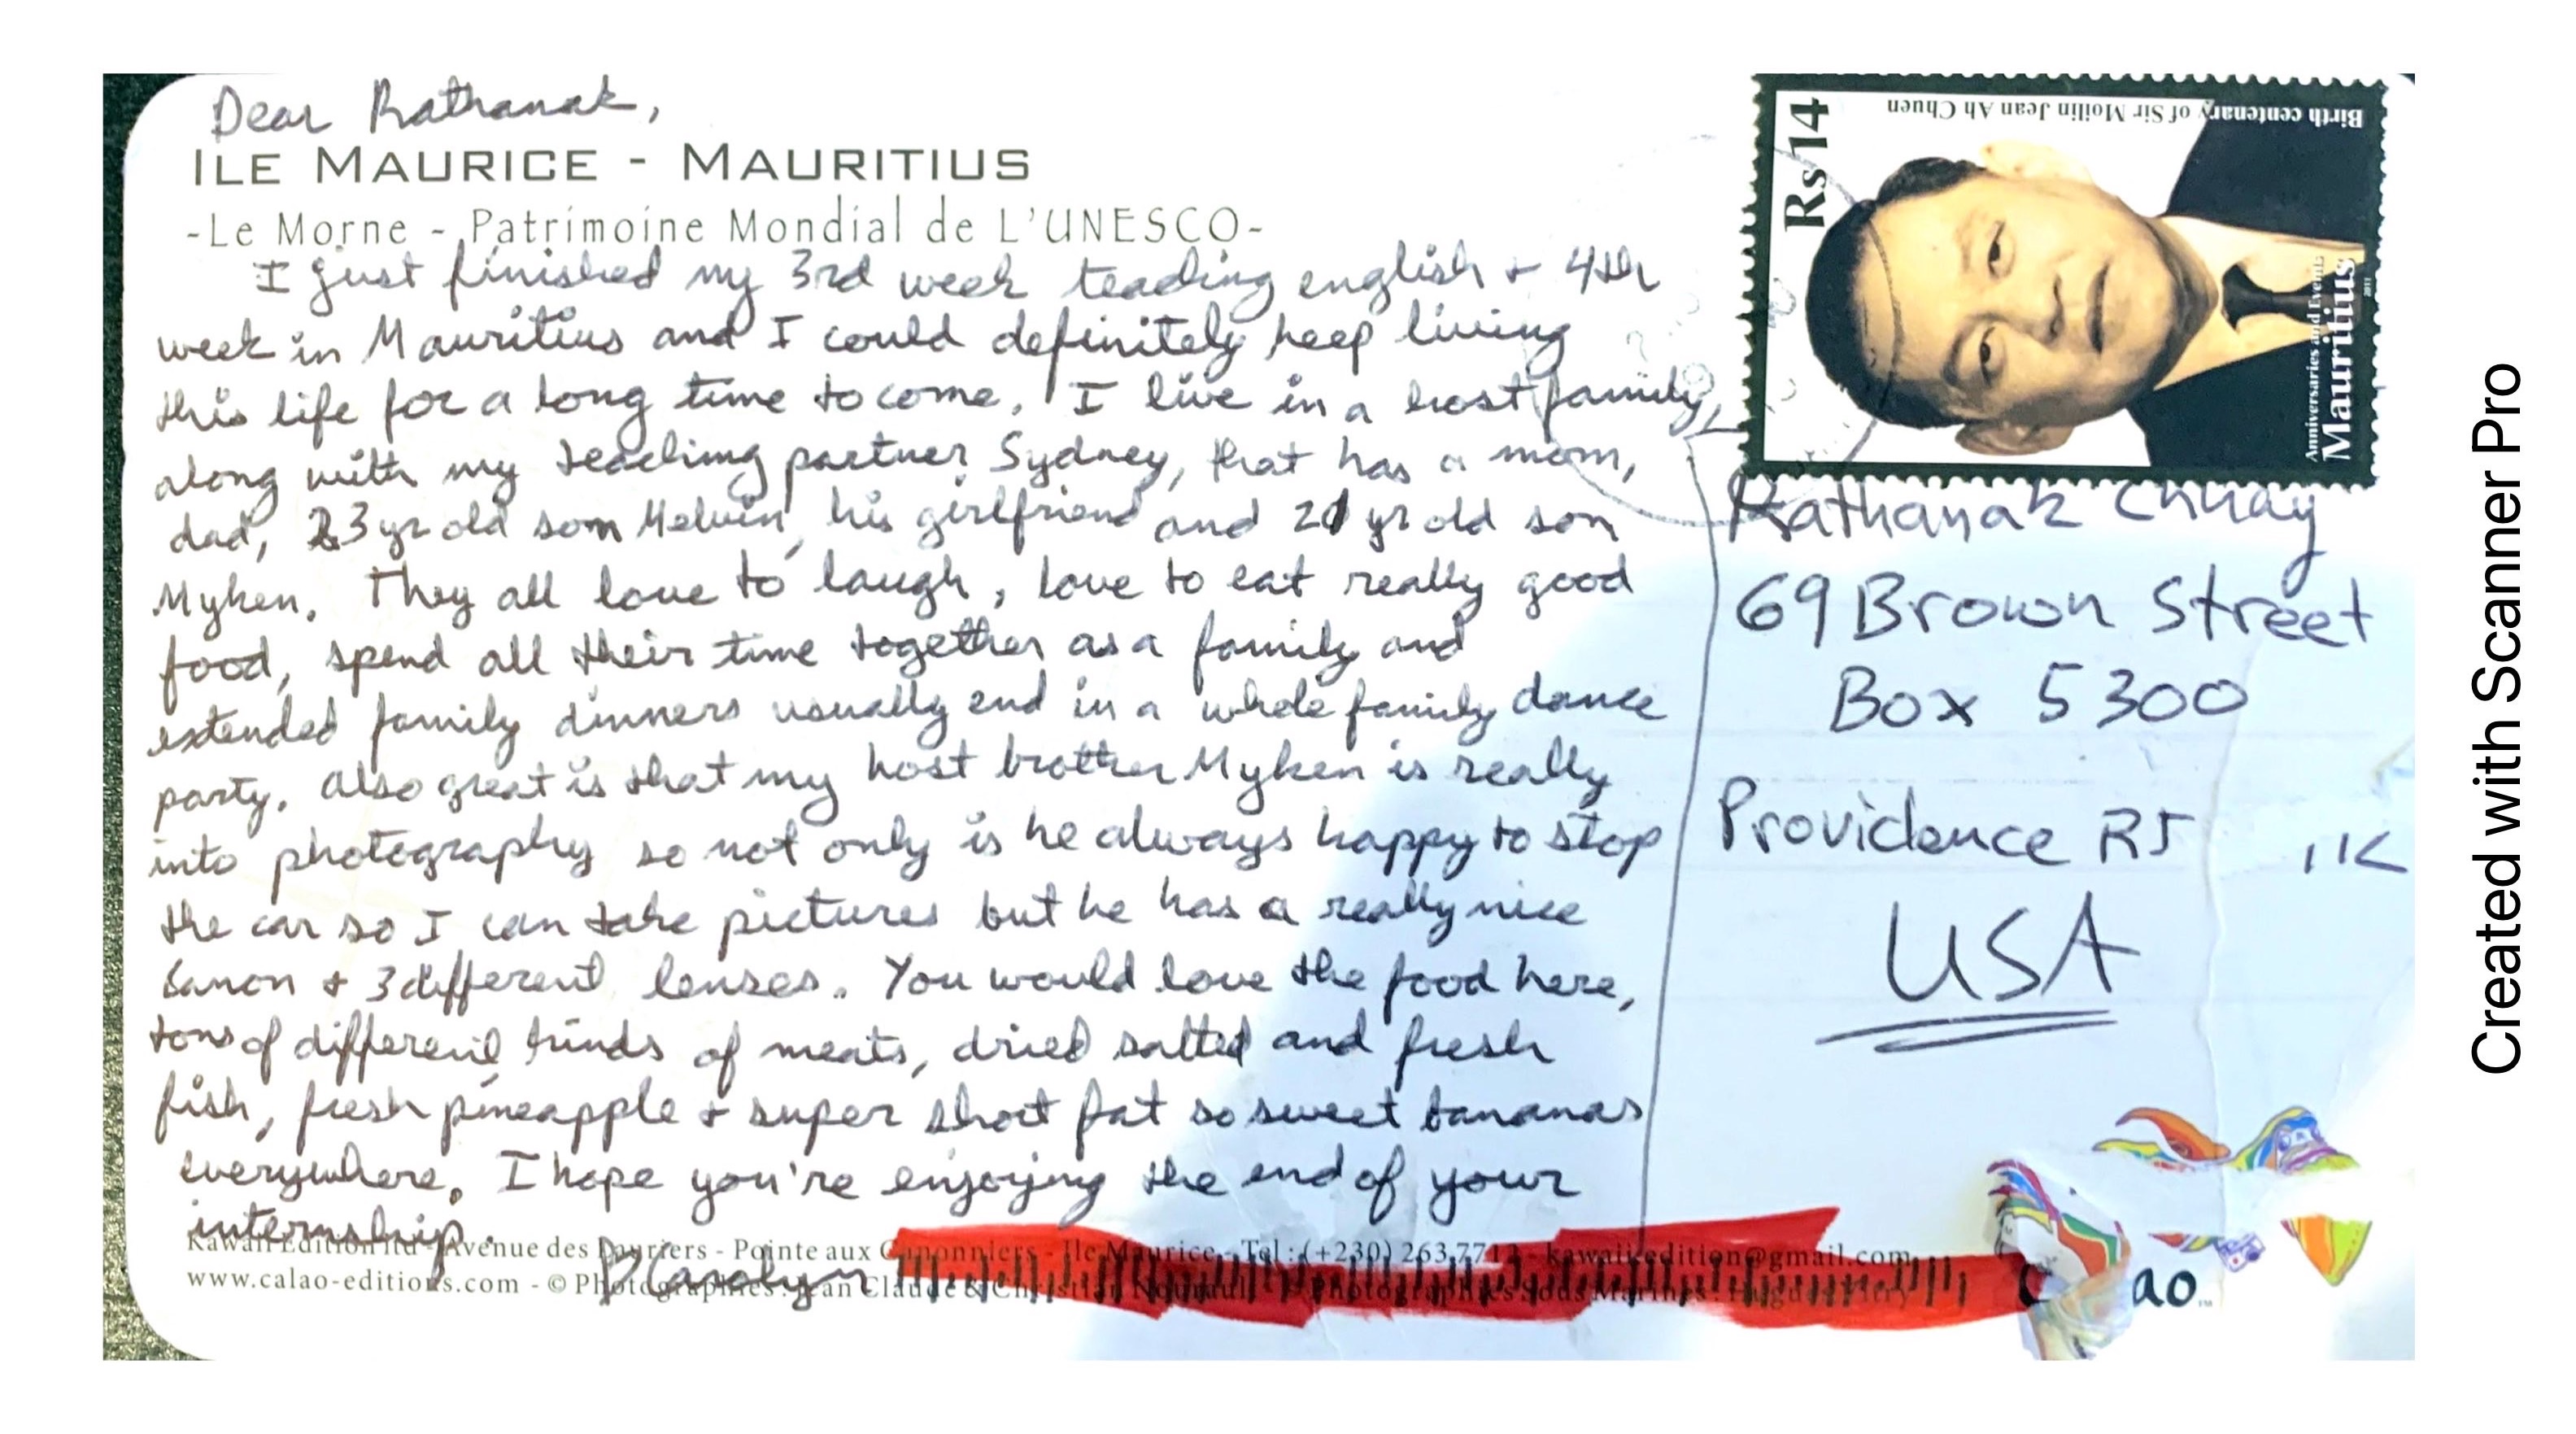 Dear Rathanak,
ILE MAURICE - MAURITIUS
-Le Morne - Patrimoine Mondial de L'UNESCO-
I just finished my 3rd week teaching english + 4th
week in Mauritius and I could definitely keep living
this life for a long time to come. I live in a host family,
along with my teaching partner Sydney, that has a mom,
dad, 23 yr old son Melvin, his girlfriend and 21 yr old son
Myken. They all love to laugh, love to eat really good
food, spend all their time together as a family and
extended family dinners usually end in a whole family dance
party. Also great is that my host brother Myken is really
into photography so not only is he always happy to stop
the car so I can take pictures but he has a really nice
Canon + 3 different lenses. You would love the food here,
tons of different kinds of meats, dried salted and fresh
fish, fresh pineapple + super short fat so sweet bananas
everywhere. I hope you're enjoying the end of your
internship.
Carolyn
Kawaii Edition ltd - Avenue des Lauriers - Pointe aux Canonniers - Ile Maurice - Tel : (+230) 263 7712 - kawaiiedition@gmail.com
www.calao-editions.com - © Photographies : Jean Claude & Christian - © Photographies Sous Marines :
Rs 14
Birth centenary of Sir Moilin Jean Ah Chuen
Anniversaries and Events
Mauritius
2011
Rathanak Chhay
69 Brown Street
Box 5300
Providence RI
USA
C ao
Created with Scanner Pro